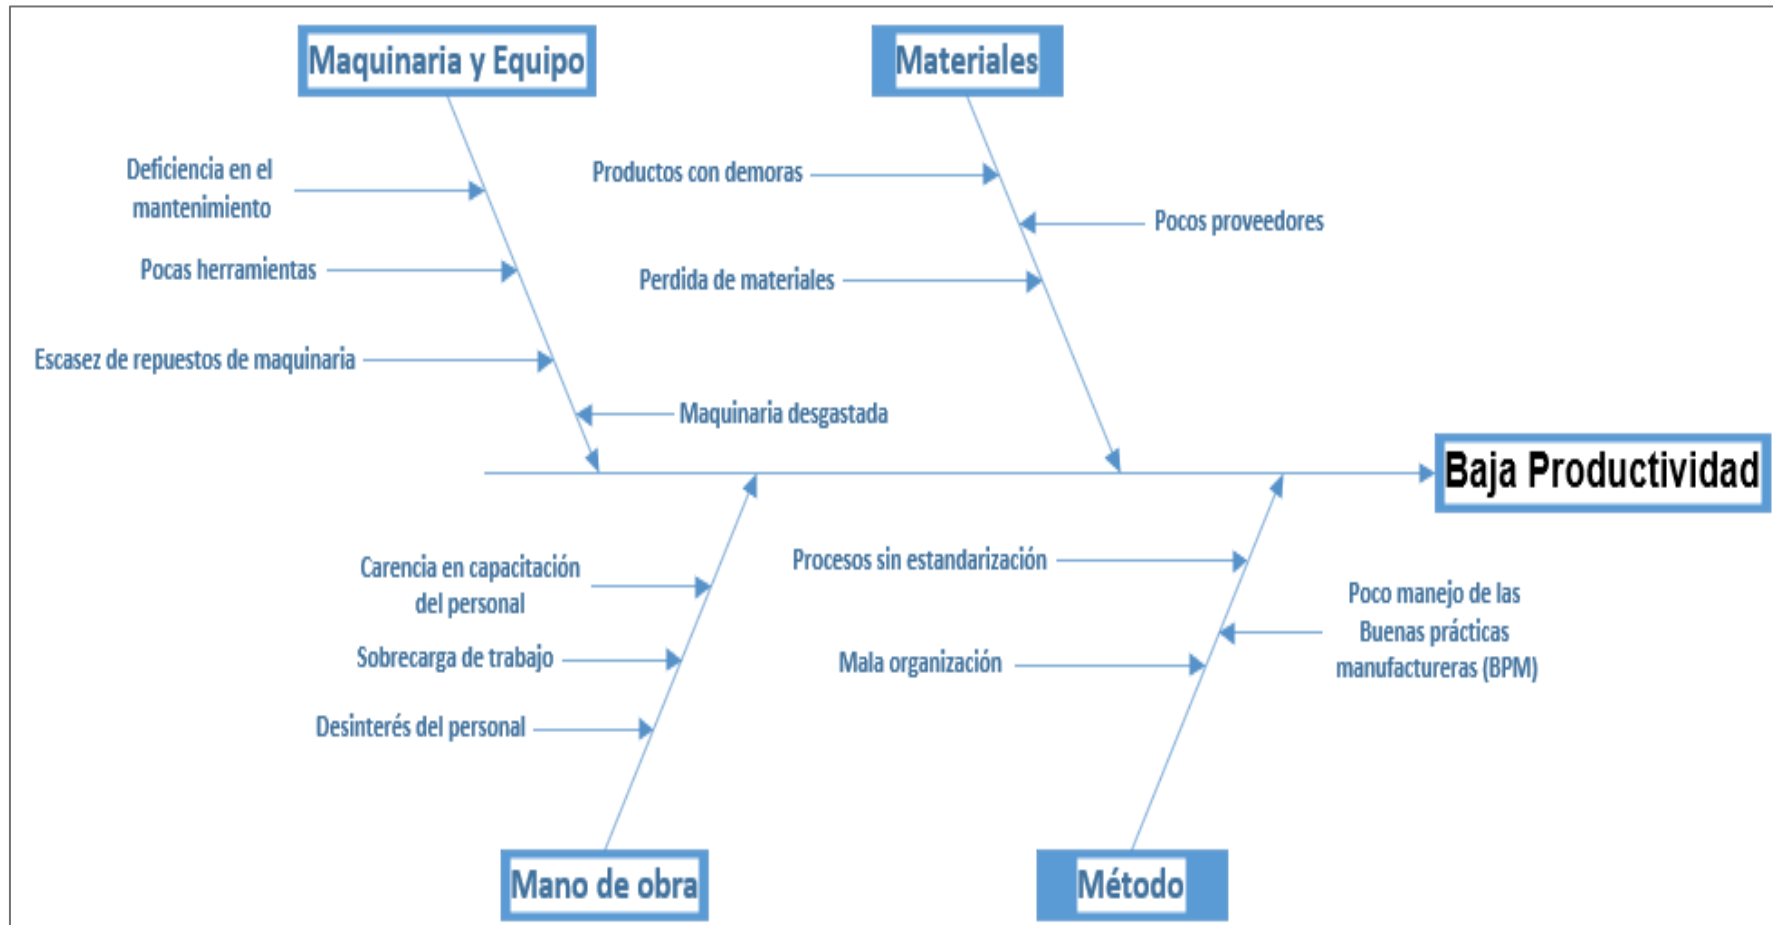 Maquinaria y Equipo
Materiales
Deficiencia en el
mantenimiento
Productos con demoras
Pocos proveedores
Pocas herramientas
Perdida de materiales
Escasez de repuestos de maquinaria
Maquinaria desgastada
Baja Productividad
Carencia en capacitación
del personal
Procesos sin estandarización
Poco manejo de las
Buenas prácticas
manufactureras (BPM)
Sobrecarga de trabajo
Mala organización
Desinterés del personal
Mano de obra
Método